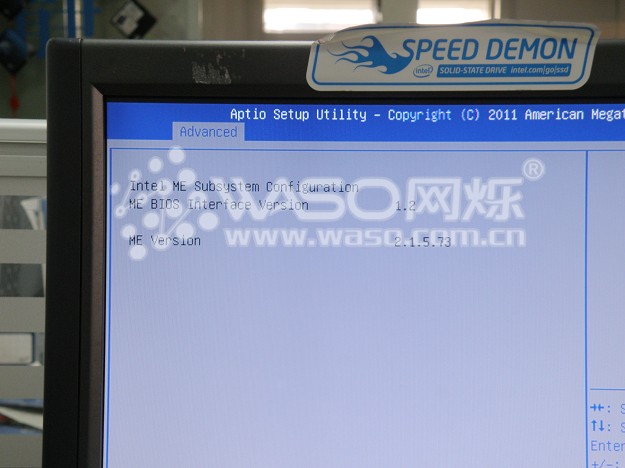 SPEED DEMON
intel
SOLID-STATE DRIVE intel.com/go/ssd
Aptio Setup Utility - Copyright (C) 2011 American Megat
Advanced
Intel ME Subsystem Configuration
ME BIOS Interface Version 1.2
ME Version 2.1.5.73
WASO网烁®
www.waso.com.cn
→←: S
↑↓: S
Enter
+/-: